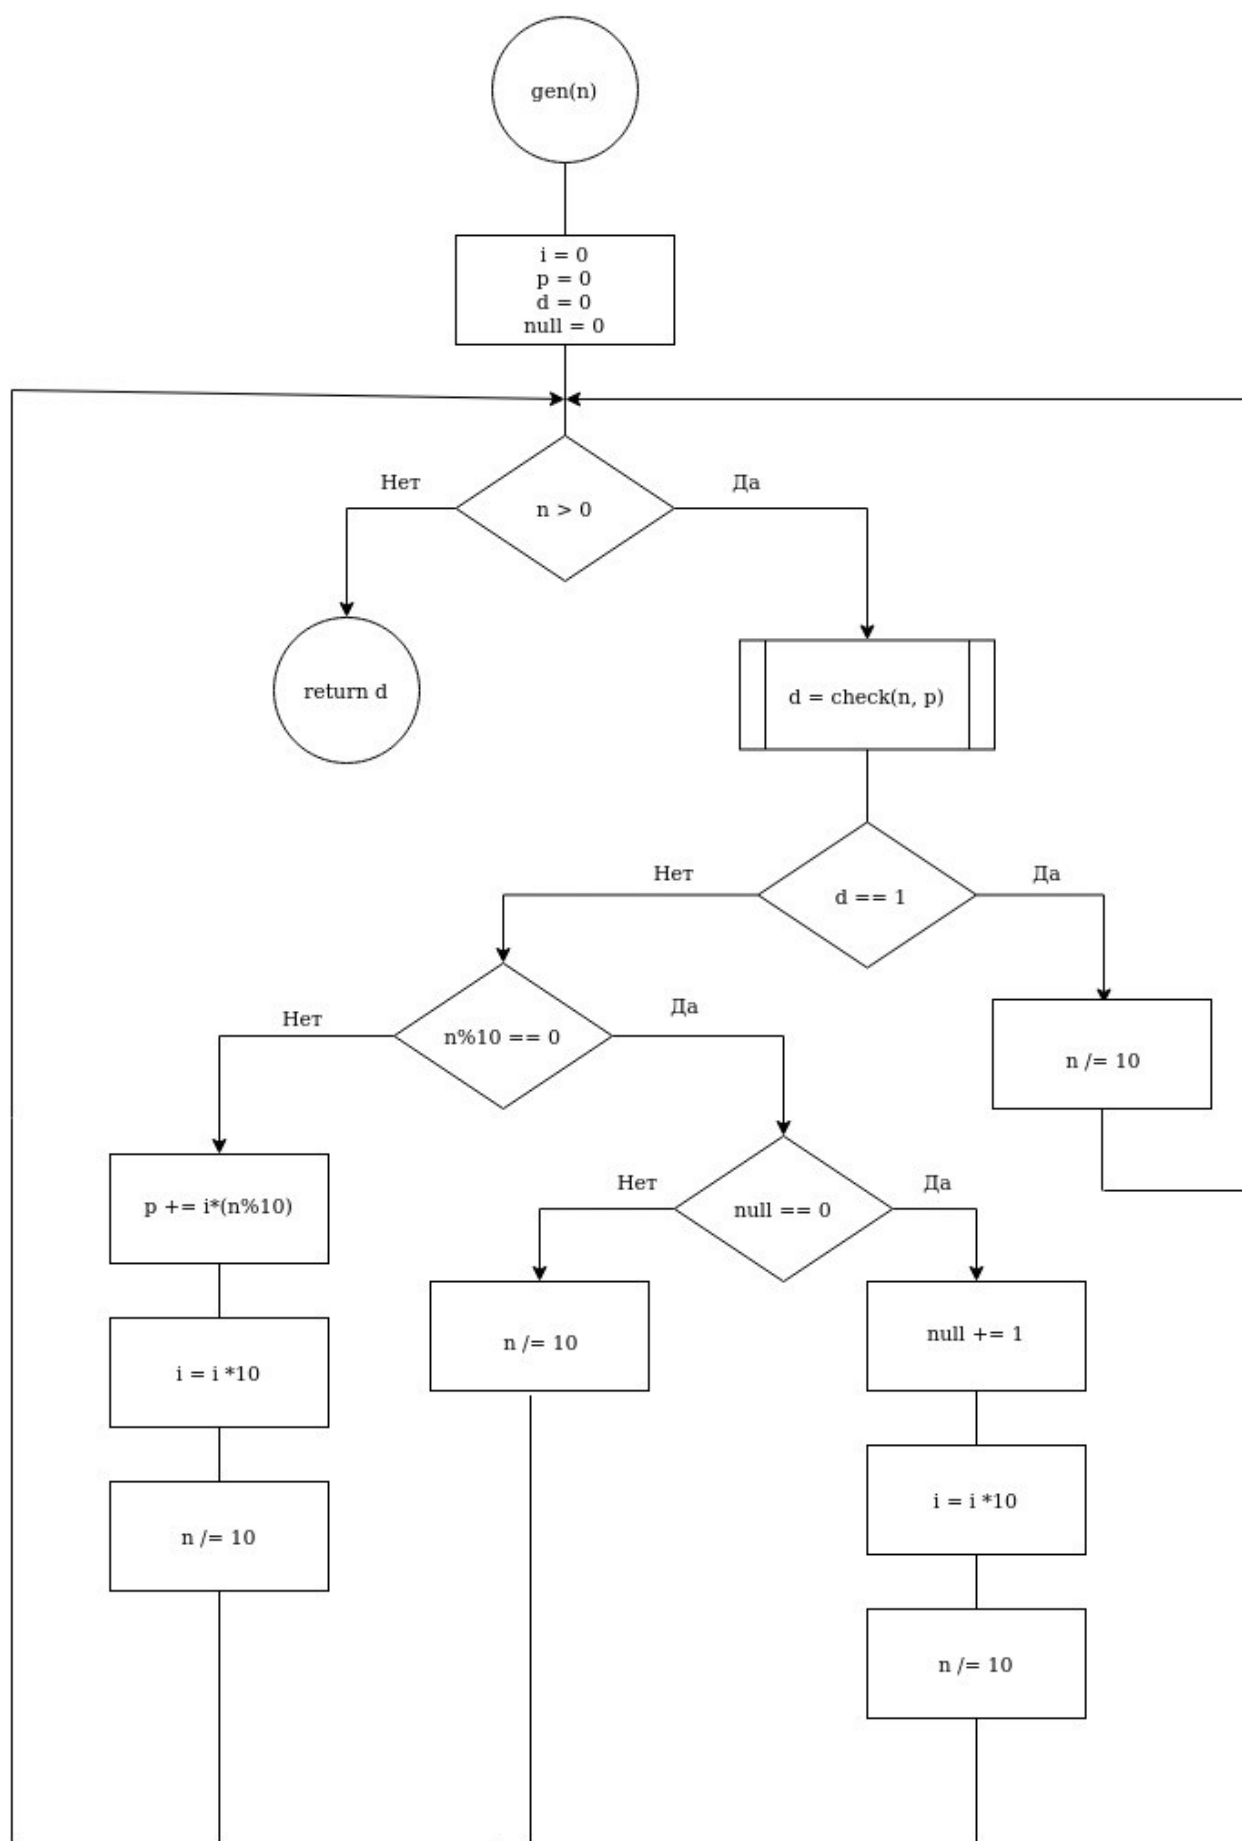 gen(n)
i = 0
p = 0
d = 0
null = 0
Нет
Да
n > 0
return d
d = check(n, p)
Нет
Да
d == 1
Нет
Да
n%10 == 0
n /= 10
Нет
Да
p += i*(n%10)
null == 0
n /= 10
null += 1
i = i *10
i = i *10
n /= 10
n /= 10